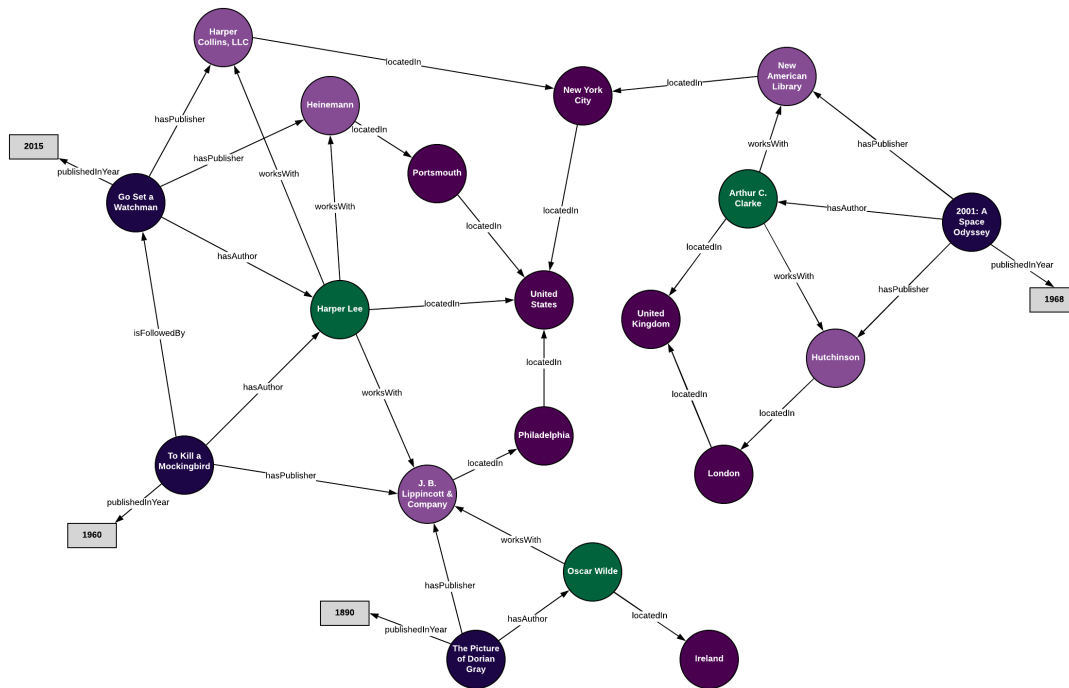 Harper
Collins, LLC
locatedIn
New York
City
locatedIn
New
American
Library
Heinemann
locatedIn
hasPublisher
hasPublisher
worksWith
hasPublisher
2015
publishedInYear
worksWith
Portsmouth
Go Set a
Watchman
Arthur C.
Clarke
hasAuthor
2001: A
Space
Odyssey
worksWith
locatedIn
locatedIn
locatedIn
hasAuthor
publishedInYear
worksWith
hasPublisher
United
States
1968
Harper Lee
locatedIn
United
Kingdom
isFollowedBy
Hutchinson
locatedIn
hasAuthor
worksWith
locatedIn
locatedIn
Philadelphia
To Kill a
Mockingbird
locatedIn
hasPublisher
London
J. B.
Lippincott &
Company
publishedInYear
1960
worksWith
Oscar Wilde
hasPublisher
1890
hasAuthor
locatedIn
publishedInYear
The Picture
of Dorian
Gray
Ireland